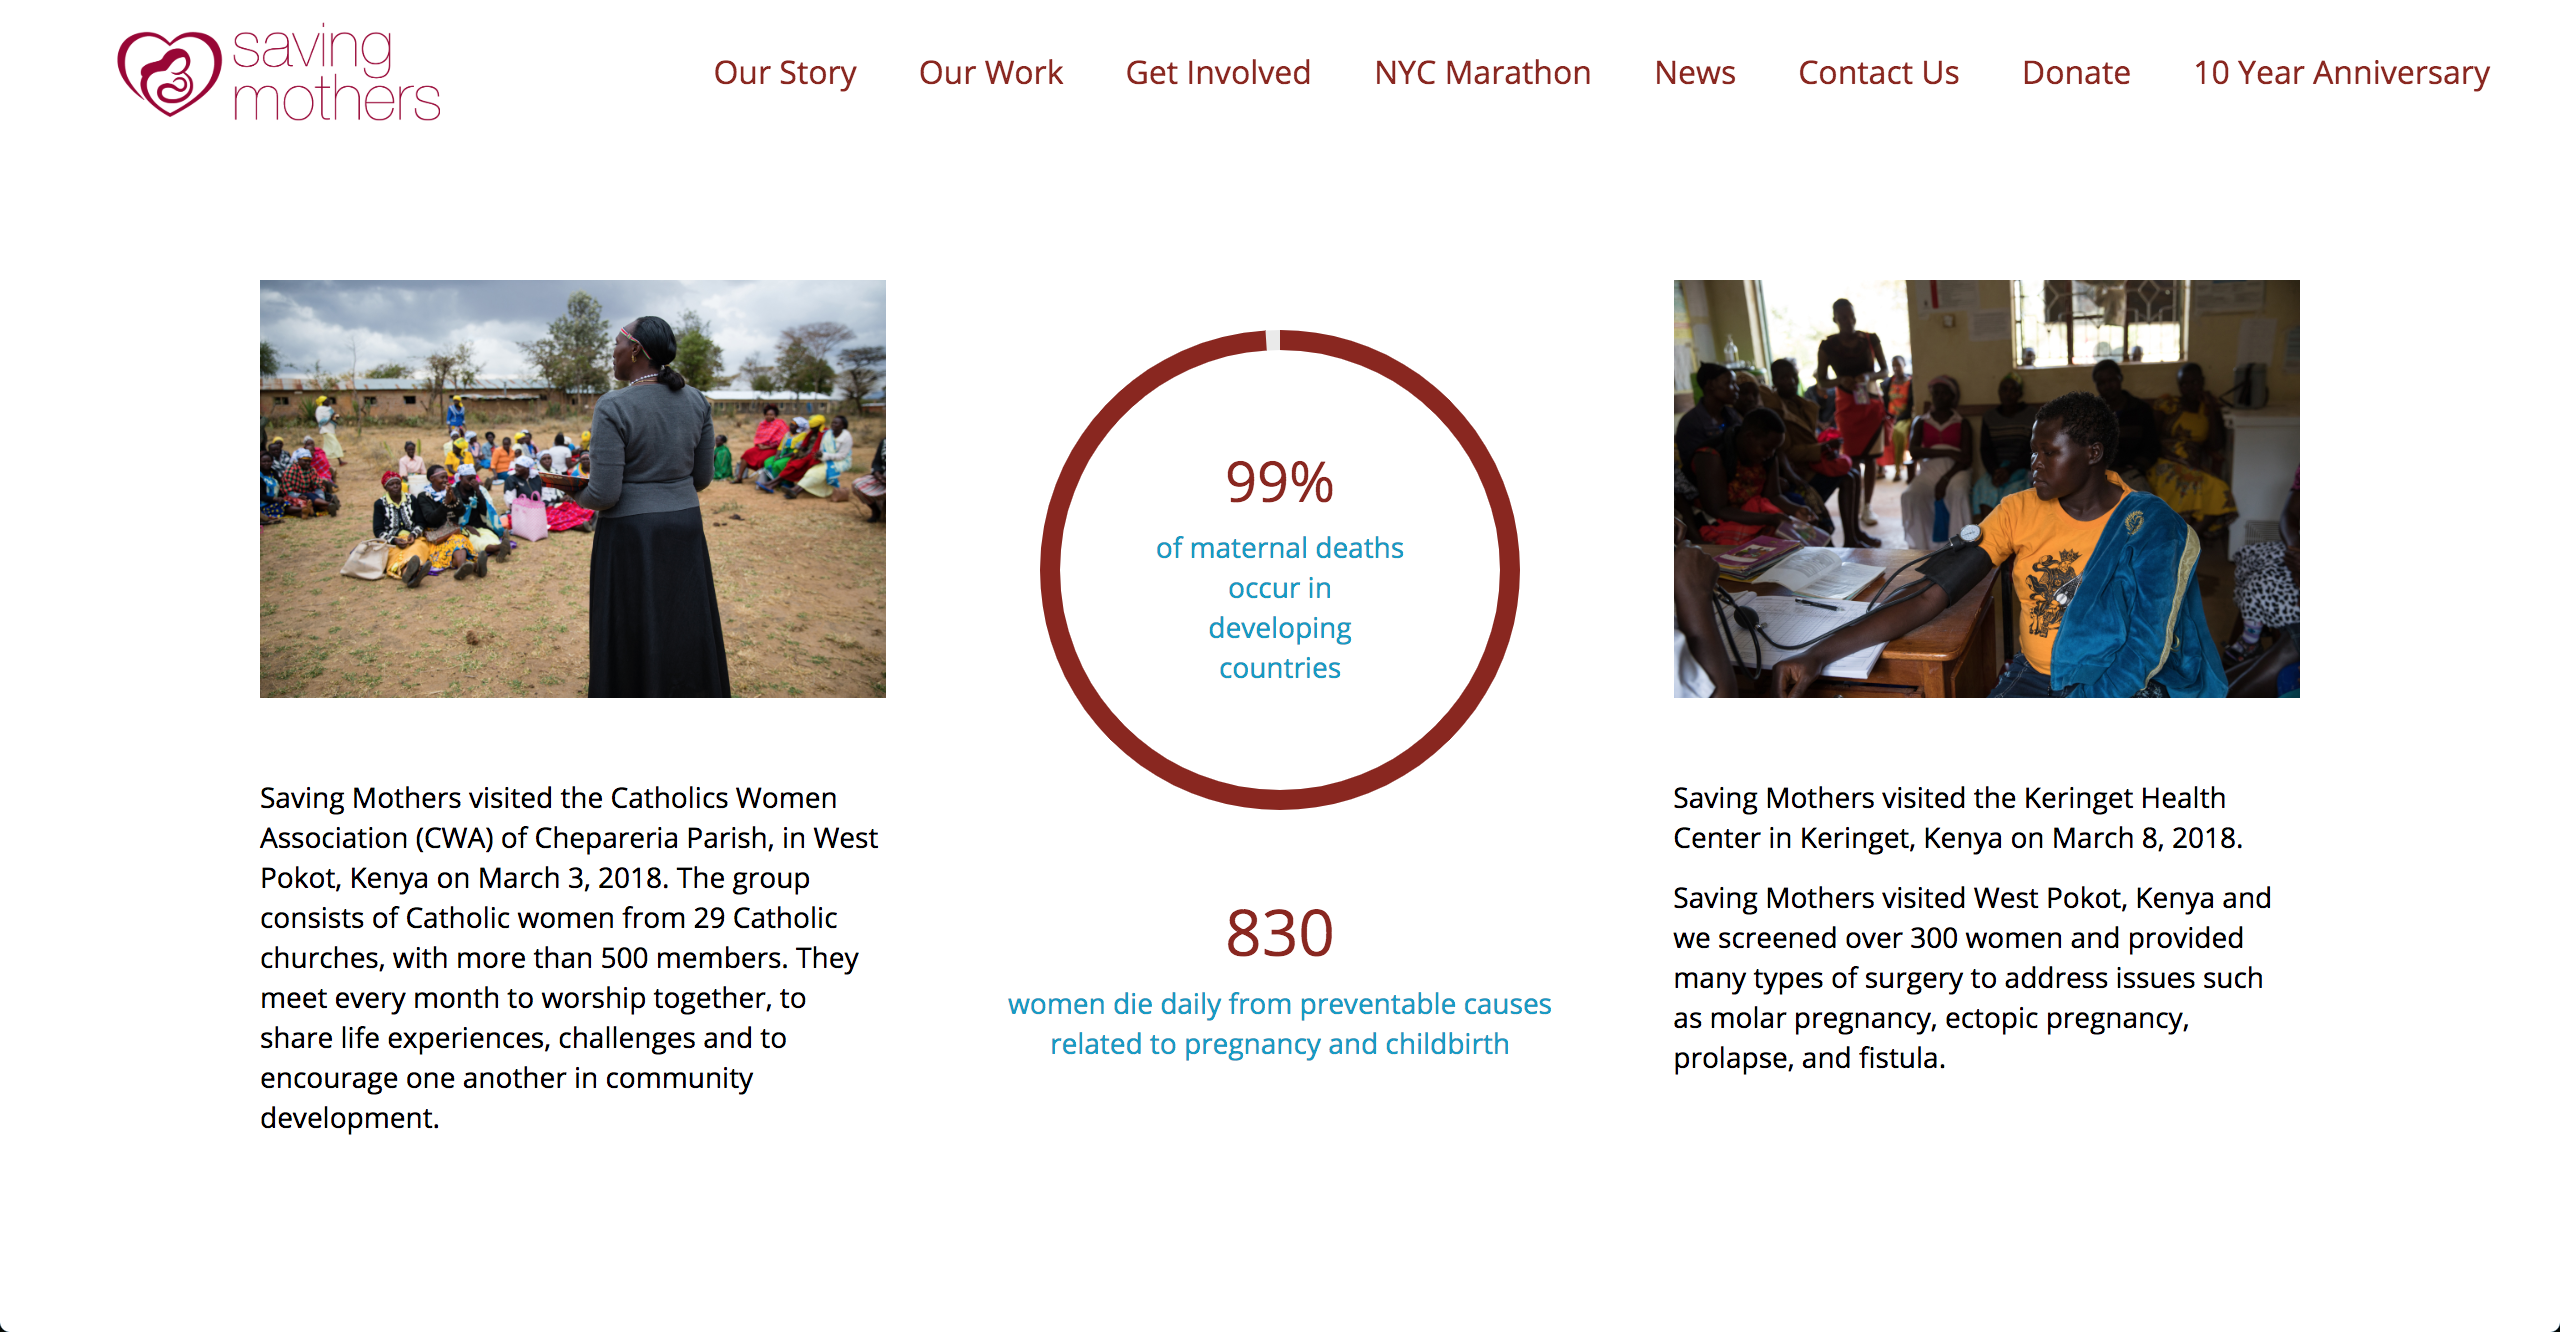 saving
mothers
Our Story
Our Work
Get Involved
NYC Marathon
News
Contact Us
Donate
10 Year Anniversary
Saving Mothers visited the Catholics Women
Association (CWA) of Chepareria Parish, in West
Pokot, Kenya on March 3, 2018. The group
consists of Catholic women from 29 Catholic
churches, with more than 500 members. They
meet every month to worship together, to
share life experiences, challenges and to
encourage one another in community
development.
99%
of maternal deaths
occur in
developing
countries
830
women die daily from preventable causes
related to pregnancy and childbirth
Saving Mothers visited the Keringet Health
Center in Keringet, Kenya on March 8, 2018.
Saving Mothers visited West Pokot, Kenya and
we screened over 300 women and provided
many types of surgery to address issues such
as molar pregnancy, ectopic pregnancy,
prolapse, and fistula.